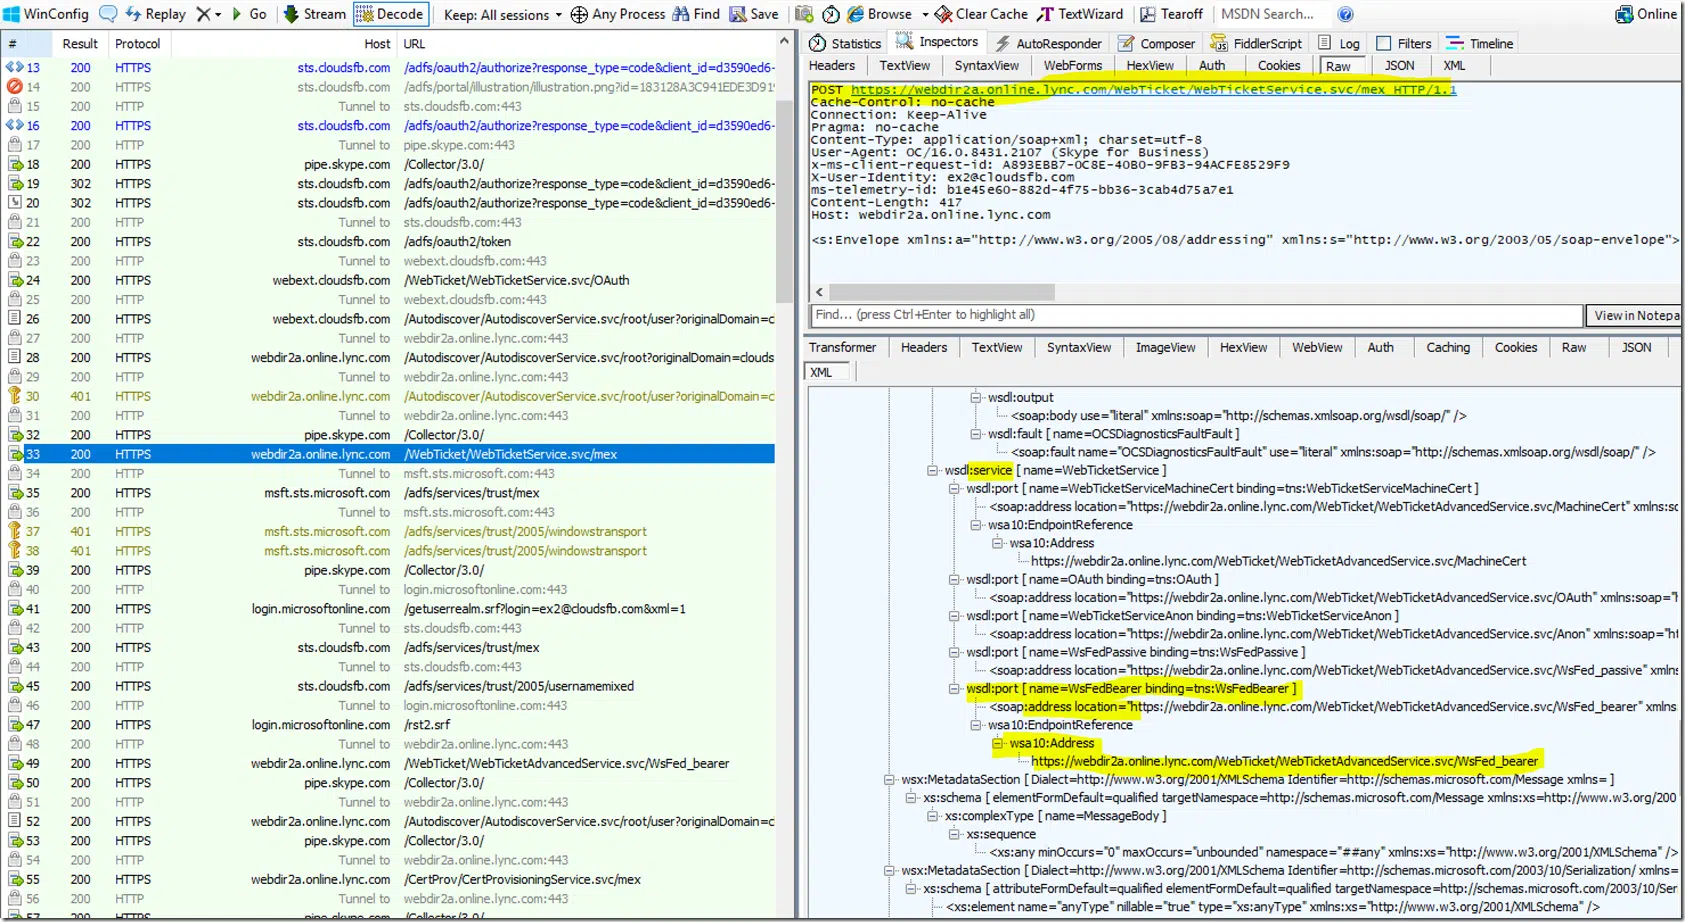 WinConfig Replay Go Stream Decode Keep: All sessions Any Process Find Save Browse Clear Cache TextWizard Tearoff MSDN Search... Online
# Result Protocol Host URL
13 200 HTTPS sts.cloudsfb.com /adfs/oauth2/authorize?response_type=code&client_id=d3590ed6-
14 200 HTTPS sts.cloudsfb.com /adfs/portal/illustration/illustration.png?id=183128A3C941EDE3D919
15 200 HTTP Tunnel to sts.cloudsfb.com:443
16 200 HTTPS sts.cloudsfb.com /adfs/oauth2/authorize?response_type=code&client_id=d3590ed6-
17 200 HTTP Tunnel to pipe.skype.com:443
18 200 HTTPS pipe.skype.com /Collector/3.0/
19 302 HTTPS sts.cloudsfb.com /adfs/oauth2/authorize?response_type=code&client_id=d3590ed6-
20 302 HTTPS sts.cloudsfb.com /adfs/oauth2/authorize?response_type=code&client_id=d3590ed6-
21 200 HTTP Tunnel to sts.cloudsfb.com:443
22 200 HTTPS sts.cloudsfb.com /adfs/oauth2/token
23 200 HTTP Tunnel to webext.cloudsfb.com:443
24 200 HTTPS webext.cloudsfb.com /WebTicket/WebTicketService.svc/OAuth
25 200 HTTP Tunnel to webext.cloudsfb.com:443
26 200 HTTPS webext.cloudsfb.com /Autodiscover/AutodiscoverService.svc/root/user?originalDomain=c
27 200 HTTP Tunnel to webdir2a.online.lync.com:443
28 200 HTTPS webdir2a.online.lync.com /Autodiscover/AutodiscoverService.svc/root?originalDomain=clouds
29 200 HTTP Tunnel to webdir2a.online.lync.com:443
30 401 HTTPS webdir2a.online.lync.com /Autodiscover/AutodiscoverService.svc/root/user?originalDomain=c
31 200 HTTP Tunnel to webdir2a.online.lync.com:443
32 200 HTTPS pipe.skype.com /Collector/3.0/
33 200 HTTPS webdir2a.online.lync.com /WebTicket/WebTicketService.svc/mex
34 200 HTTP Tunnel to msft.sts.microsoft.com:443
35 200 HTTPS msft.sts.microsoft.com /adfs/services/trust/mex
36 200 HTTP Tunnel to msft.sts.microsoft.com:443
37 401 HTTPS msft.sts.microsoft.com /adfs/services/trust/2005/windowstransport
38 401 HTTPS msft.sts.microsoft.com /adfs/services/trust/2005/windowstransport
39 200 HTTPS pipe.skype.com /Collector/3.0/
40 200 HTTP Tunnel to login.microsoftonline.com:443
41 200 HTTPS login.microsoftonline.com /getuserrealm.srf?login=ex2@cloudsfb.com&xml=1
42 200 HTTP Tunnel to sts.cloudsfb.com:443
43 200 HTTPS sts.cloudsfb.com /adfs/services/trust/mex
44 200 HTTP Tunnel to sts.cloudsfb.com:443
45 200 HTTPS sts.cloudsfb.com /adfs/services/trust/2005/usernamemixed
46 200 HTTP Tunnel to login.microsoftonline.com:443
47 200 HTTPS login.microsoftonline.com /rst2.srf
48 200 HTTP Tunnel to webdir2a.online.lync.com:443
49 200 HTTPS webdir2a.online.lync.com /WebTicket/WebTicketAdvancedService.svc/WsFed_bearer
50 200 HTTPS pipe.skype.com /Collector/3.0/
51 200 HTTP Tunnel to webdir2a.online.lync.com:443
52 200 HTTPS webdir2a.online.lync.com /Autodiscover/AutodiscoverService.svc/root/user?originalDomain=c
53 200 HTTPS pipe.skype.com /Collector/3.0/
54 200 HTTP Tunnel to webdir2a.online.lync.com:443
55 200 HTTPS webdir2a.online.lync.com /CertProv/CertProvisioningService.svc/mex
56 200 HTTP Tunnel to webdir2a.online.lync.com:443
57 200 HTTPS pipe.skype.com /Collector/3.0/
Statistics Inspectors AutoResponder Composer FiddlerScript Log Filters Timeline
Headers TextView SyntaxView WebForms HexView Auth Cookies Raw JSON XML
POST https://webdir2a.online.lync.com/WebTicket/WebTicketService.svc/mex HTTP/1.1
Cache-Control: no-cache
Connection: Keep-Alive
Pragma: no-cache
Content-Type: application/soap+xml; charset=utf-8
User-Agent: OC/16.0.8431.2107 (Skype for Business)
x-ms-client-request-id: A893EBB7-0C8E-40B0-9FB3-94ACFE8529F9
X-User-Identity: ex2@cloudsfb.com
ms-telemetry-id: b1e45e60-882d-4f75-bb36-3cab4d75a7e1
Content-Length: 417
Host: webdir2a.online.lync.com
<s:Envelope xmlns:a="http://www.w3.org/2005/08/addressing" xmlns:s="http://www.w3.org/2003/05/soap-envelope">
Find... (press Ctrl+Enter to highlight all) View in Notepa
Transformer Headers TextView SyntaxView ImageView HexView WebView Auth Caching Cookies Raw JSON
XML
wsdl:output
<soap:body use="literal" xmlns:soap="http://schemas.xmlsoap.org/wsdl/soap/" />
wsdl:fault [ name=OCSDiagnosticsFaultFault ]
<soap:fault name="OCSDiagnosticsFaultFault" use="literal" xmlns:soap="http://schemas.xmlsoap.org/wsdl/soap/" />
wsdl:service [ name=WebTicketService ]
wsdl:port [ name=WebTicketServiceMachineCert binding=tns:WebTicketServiceMachineCert ]
<soap:address location="https://webdir2a.online.lync.com/WebTicket/WebTicketAdvancedService.svc/MachineCert" xmlns:sc
wsa10:EndpointReference
wsa10:Address
https://webdir2a.online.lync.com/WebTicket/WebTicketAdvancedService.svc/MachineCert
wsdl:port [ name=OAuth binding=tns:OAuth ]
<soap:address location="https://webdir2a.online.lync.com/WebTicket/WebTicketAdvancedService.svc/OAuth" xmlns:soap="h
wsdl:port [ name=WebTicketServiceAnon binding=tns:WebTicketServiceAnon ]
<soap:address location="https://webdir2a.online.lync.com/WebTicket/WebTicketAdvancedService.svc/Anon" xmlns:soap="ht
wsdl:port [ name=WsFedPassive binding=tns:WsFedPassive ]
<soap:address location="https://webdir2a.online.lync.com/WebTicket/WebTicketAdvancedService.svc/WsFed_passive" xmlns
wsdl:port [ name=WsFedBearer binding=tns:WsFedBearer ]
<soap:address location="https://webdir2a.online.lync.com/WebTicket/WebTicketAdvancedService.svc/WsFed_bearer" xmlns:
wsa10:EndpointReference
wsa10:Address
https://webdir2a.online.lync.com/WebTicket/WebTicketAdvancedService.svc/WsFed_bearer
wsx:MetadataSection [ Dialect=http://www.w3.org/2001/XMLSchema Identifier=http://schemas.microsoft.com/Message xmlns= ]
xs:schema [ elementFormDefault=qualified targetNamespace=http://schemas.microsoft.com/Message xmlns:xs=http://www.w3.org/200
xs:complexType [ name=MessageBody ]
xs:sequence
<xs:any minOccurs="0" maxOccurs="unbounded" namespace="##any" xmlns:xs="http://www.w3.org/2001/XMLSchema" />
wsx:MetadataSection [ Dialect=http://www.w3.org/2001/XMLSchema Identifier=http://schemas.microsoft.com/2003/10/Serialization/ xmlns=
xs:schema [ attributeFormDefault=qualified elementFormDefault=qualified targetNamespace=http://schemas.microsoft.com/2003/10/Seri
<xs:element name="anyType" nillable="true" type="xs:anyType" xmlns:xs="http://www.w3.org/2001/XMLSchema" />